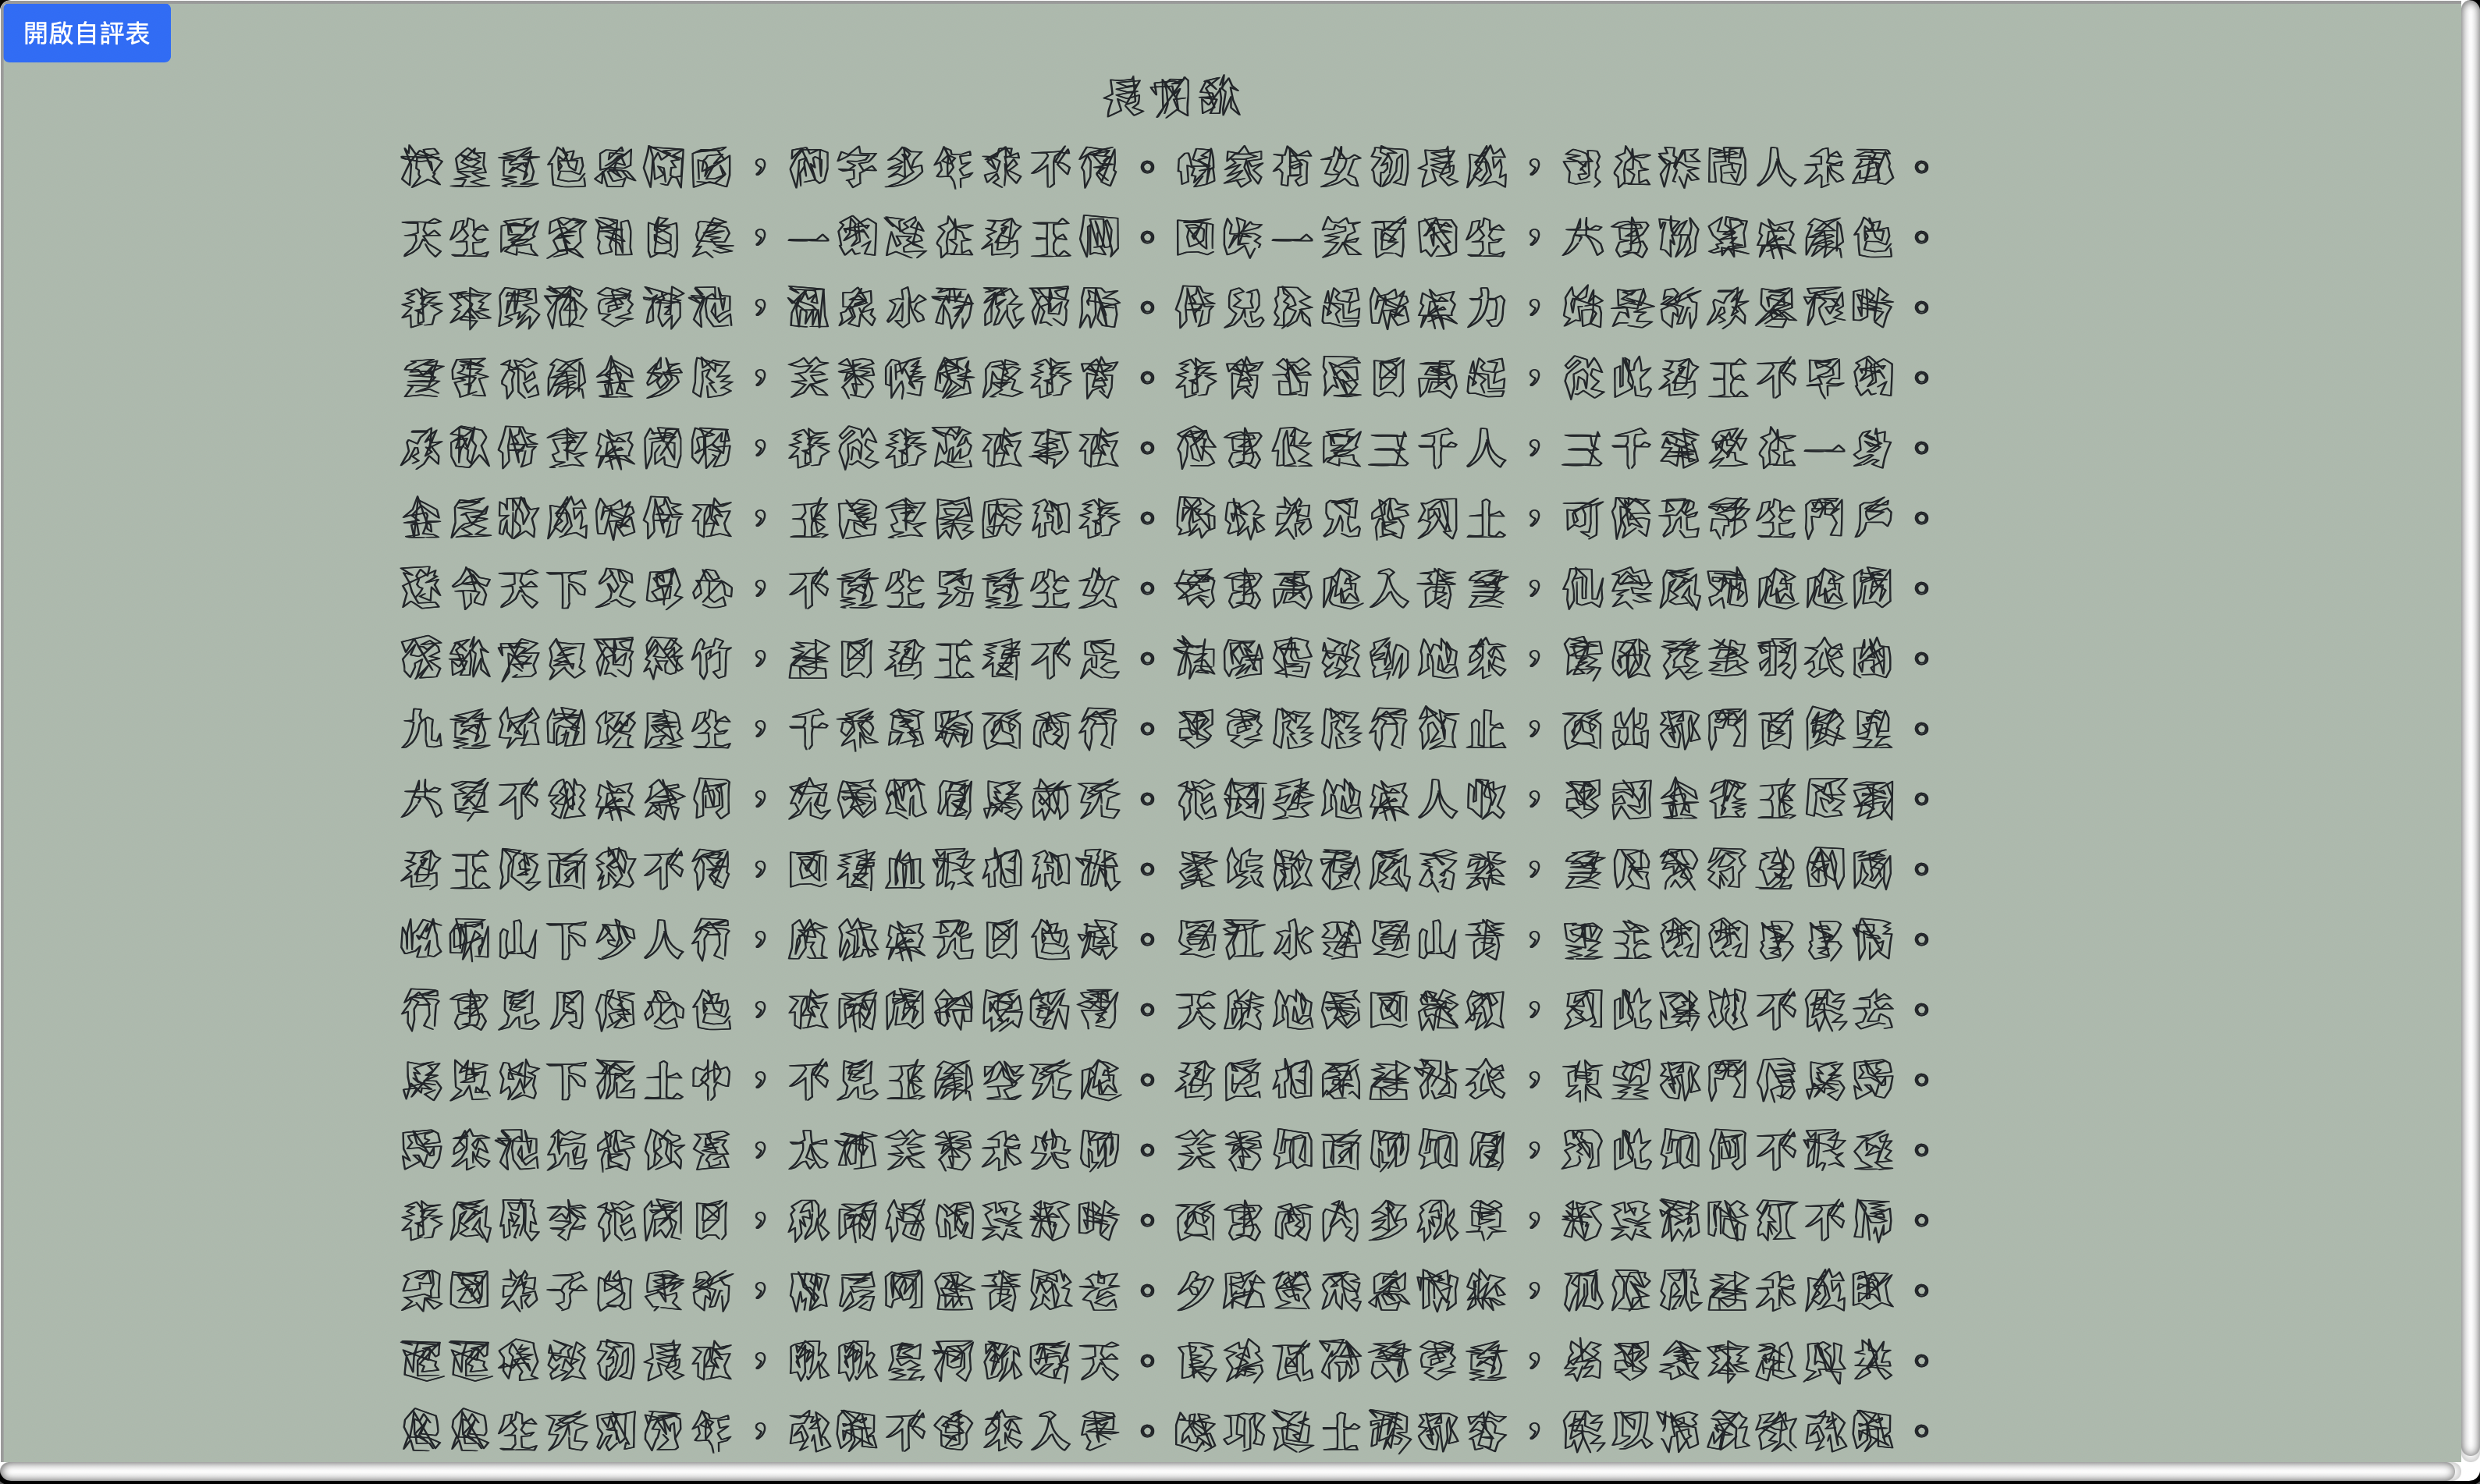 開啟自評表
長恨歌
漢皇重色思傾國，御宇多年求不得。楊家有女初長成，養在深閨人未識。
天生麗質難自棄，一朝選在君王側。回眸一笑百媚生，六宮粉黛無顏色。
春寒賜浴華清池，溫泉水滑洗凝脂。侍兒扶起嬌無力，始是新承恩澤時。
雲鬢花顏金步搖，芙蓉帳暖度春宵。春宵苦短日高起，從此君王不早朝。
承歡侍宴無閒暇，春從春遊夜專夜。後宮佳麗三千人，三千寵愛在一身。
金屋妝成嬌侍夜，玉樓宴罷醉和春。姊妹弟兄皆列土，可憐光彩生門戶。
遂令天下父母心，不重生男重生女。驪宮高處入青雲，仙樂風飄處處聞。
緩歌慢舞凝絲竹，盡日君王看不足。漁陽鼙鼓動地來，驚破霓裳羽衣曲。
九重城闕煙塵生，千乘萬騎西南行。翠華搖搖行復止，西出都門百餘里。
六軍不發無奈何，宛轉蛾眉馬前死。花鈿委地無人收，翠翹金雀玉搔頭。
君王掩面救不得，回看血淚相和流。黃埃散漫風蕭索，雲棧縈紆登劍閣。
峨嵋山下少人行，旌旗無光日色薄。蜀江水碧蜀山青，聖主朝朝暮暮情。
行宮見月傷心色，夜雨聞鈴腸斷聲。天旋地轉回龍馭，到此躊躇不能去。
馬嵬坡下泥土中，不見玉顏空死處。君臣相顧盡沾衣，東望都門信馬歸。
歸來池苑皆依舊，太液芙蓉未央柳。芙蓉如面柳如眉，對此如何不淚垂。
春風桃李花開日，秋雨梧桐葉落時。西宮南內多秋草，落葉滿階紅不掃。
梨園弟子白髮新，椒房阿監青娥老。夕殿螢飛思悄然，孤燈挑盡未成眠。
遲遲鐘鼓初長夜，耿耿星河欲曙天。鴛鴦瓦冷霜華重，翡翠衾寒誰與共。
悠悠生死別經年，魂魄不曾來入夢。臨邛道士鴻都客，能以精誠致魂魄。